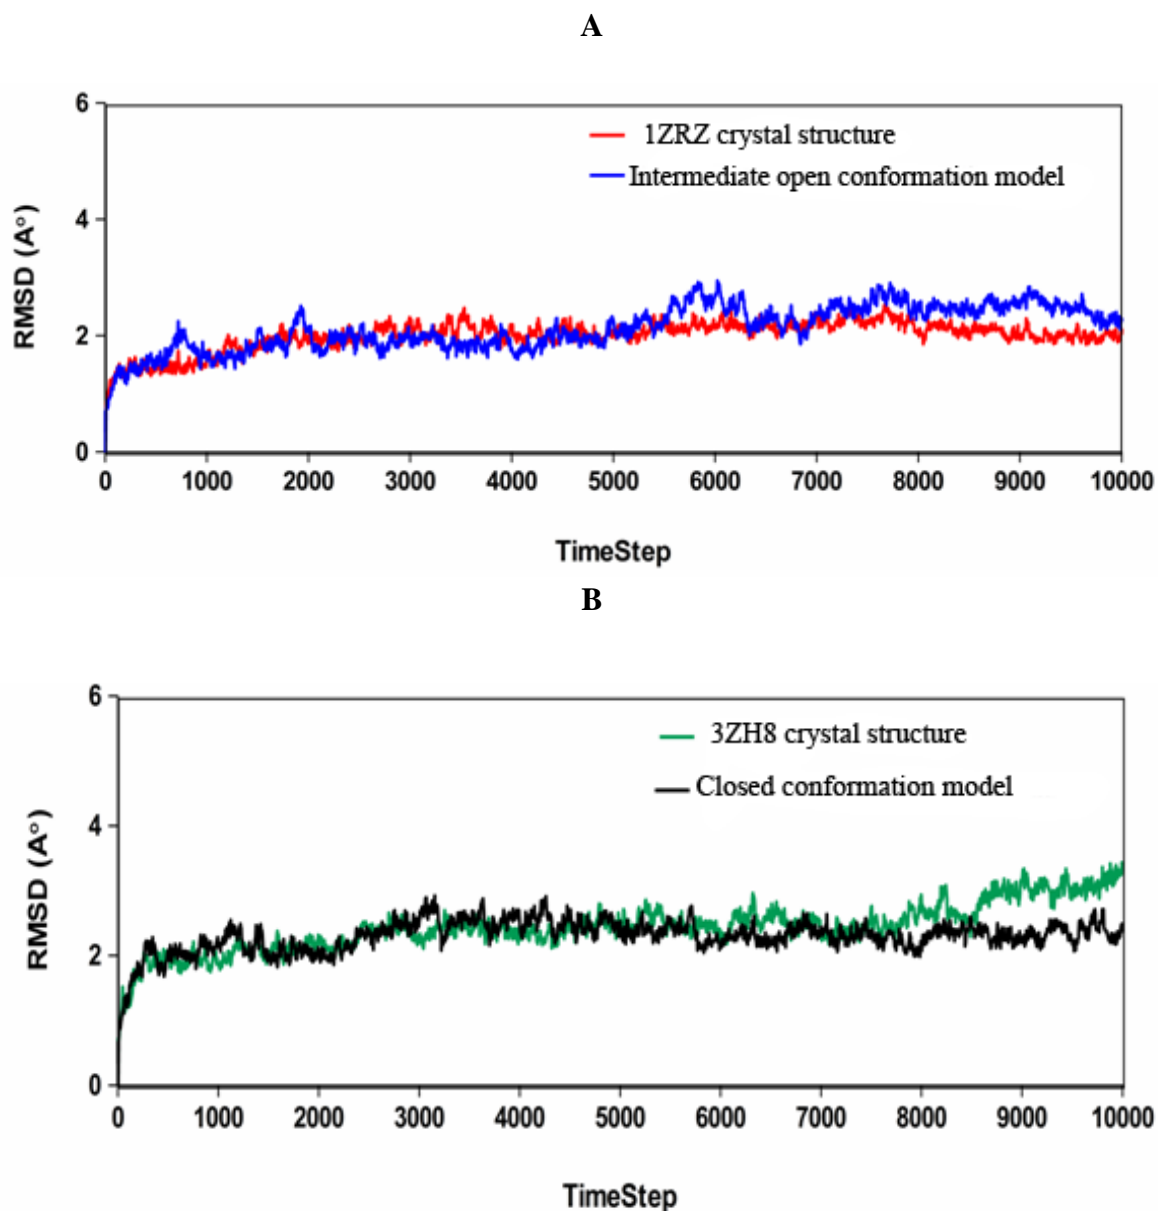 A
6
1ZRZ crystal structure
Intermediate open conformation model
4
RMSD (A°)
2
0
0 1000 2000 3000 4000 5000 6000 7000 8000 9000 10000
TimeStep
B
6
3ZH8 crystal structure
Closed conformation model
4
RMSD (A°)
2
0
0 1000 2000 3000 4000 5000 6000 7000 8000 9000 10000
TimeStep